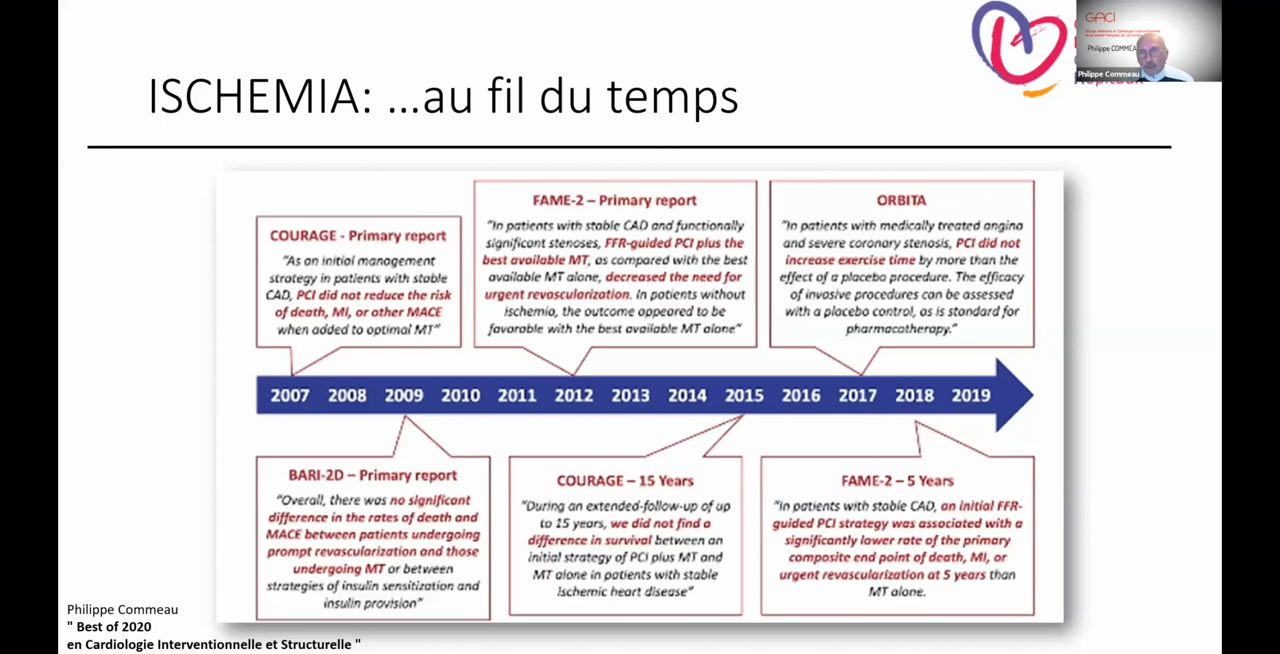 ISCHEMIA: ...au fil du temps
GACI
Philippe COMMEA
Philippe Commeau
COURAGE - Primary report
"As an initial management
strategy in patients with stable
CAD, PCI did not reduce the risk
of death, MI, or other MACE
when added to optimal MT"
FAME-2 – Primary report
"In patients with stable CAD and functionally
significant stenoses, FFR-guided PCI plus the
best available MT, as compared with the best
available MT alone, decreased the need for
urgent revascularization. In patients without
ischemia, the outcome appeared to be
favorable with the best available MT alone"
ORBITA
"In patients with medically treated angina
and severe coronary stenosis, PCI did not
increase exercise time by more than the
effect of a placebo procedure. The efficacy
of invasive procedures can be assessed
with a placebo control, as is standard for
pharmacotherapy."
2007 2008 2009 2010 2011 2012 2013 2014 2015 2016 2017 2018 2019
BARI-2D – Primary report
"Overall, there was no significant
difference in the rates of death and
MACE between patients undergoing
prompt revascularization and those
undergoing MT or between
strategies of insulin sensitization and
insulin provision"
COURAGE – 15 Years
"During an extended-follow-up of up
to 15 years, we did not find a
difference in survival between an
initial strategy of PCI plus MT and
MT alone in patients with stable
ischemic heart disease"
FAME-2 – 5 Years
"In patients with stable CAD, an initial FFR-
guided PCI strategy was associated with a
significantly lower rate of the primary
composite end point of death, MI, or
urgent revascularization at 5 years than
MT alone.
Philippe Commeau
" Best of 2020
en Cardiologie Interventionnelle et Structurelle "